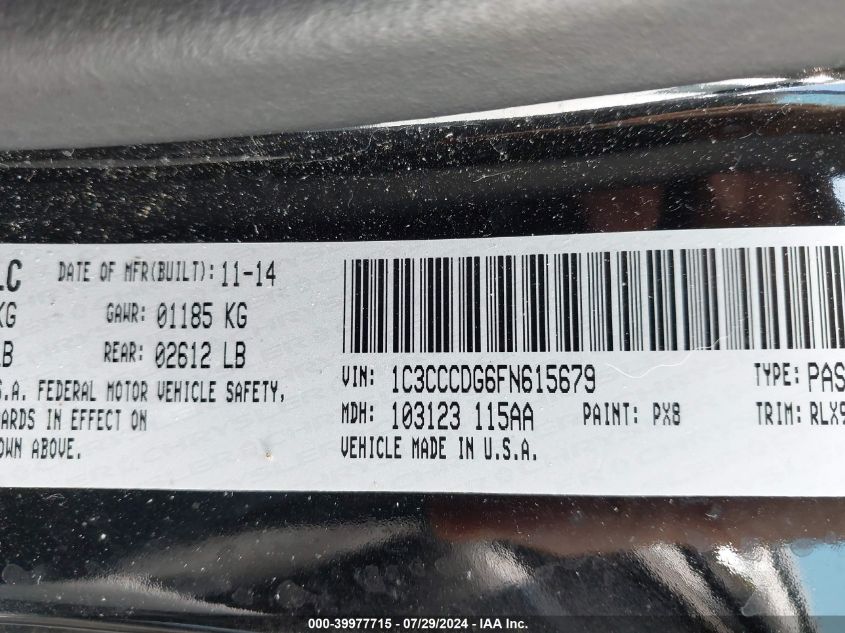 LC DATE OF MFR(BUILT): 11-14
KG GAWR: 01185 KG
LB REAR: 02612 LB
S.A. FEDERAL MOTOR VEHICLE SAFETY,
ARDS IN EFFECT ON
OWN ABOVE.
VIN: 1C3CCCDG6FN615679 TYPE: PAS
MDH: 103123 115AA PAINT: PX8 TRIM: RLX9
VEHICLE MADE IN U.S.A.
000-39977715 - 07/29/2024 - IAA Inc.